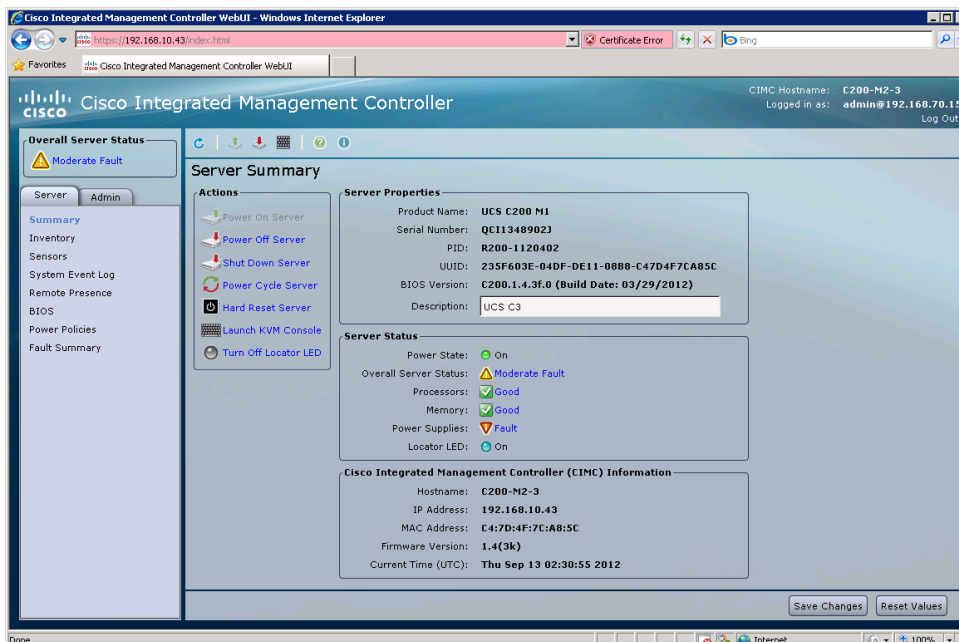 Cisco Integrated Management Controller WebUI - Windows Internet Explorer
https://192.168.10.43/index.html
Certificate Error
Bing
Favorites
Cisco Integrated Management Controller WebUI
CISCO
Cisco Integrated Management Controller
CIMC Hostname: C200-M2-3
Logged in as: admin@192.168.70.15
Log Out
Overall Server Status
Moderate Fault
Server
Admin
Summary
Inventory
Sensors
System Event Log
Remote Presence
BIOS
Power Policies
Fault Summary
Server Summary
Actions
Power On Server
Power Off Server
Shut Down Server
Power Cycle Server
Hard Reset Server
Launch KVM Console
Turn Off Locator LED
Server Properties
Product Name: UCS C200 M1
Serial Number: QCI1348902J
PID: R200-1120402
UUID: 235F603E-04DF-DE11-08B8-C47D4F7CA85C
BIOS Version: C200.1.4.3f.0 (Build Date: 03/29/2012)
Description: UCS C3
Server Status
Power State: On
Overall Server Status: Moderate Fault
Processors: Good
Memory: Good
Power Supplies: Fault
Locator LED: On
Cisco Integrated Management Controller (CIMC) Information
Hostname: C200-M2-3
IP Address: 192.168.10.43
MAC Address: C4:7D:4F:7C:A8:5C
Firmware Version: 1.4(3k)
Current Time (UTC): Thu Sep 13 02:30:55 2012
Save Changes
Reset Values
Done
Internet
100%